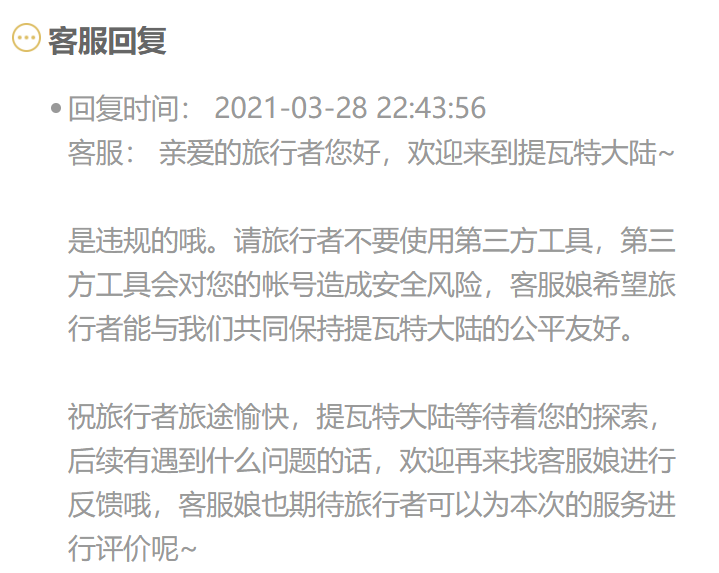 客服回复
回复时间： 2021-03-28 22:43:56
客服： 亲爱的旅行者您好，欢迎来到提瓦特大陆~
是违规的哦。请旅行者不要使用第三方工具，第三
方工具会对您的帐号造成安全风险，客服娘希望旅
行者能与我们共同保持提瓦特大陆的公平友好。
祝旅行者旅途愉快，提瓦特大陆等待着您的探索，
后续有遇到什么问题的话，欢迎再来找客服娘进行
反馈哦，客服娘也期待旅行者可以为本次的服务进
行评价呢~